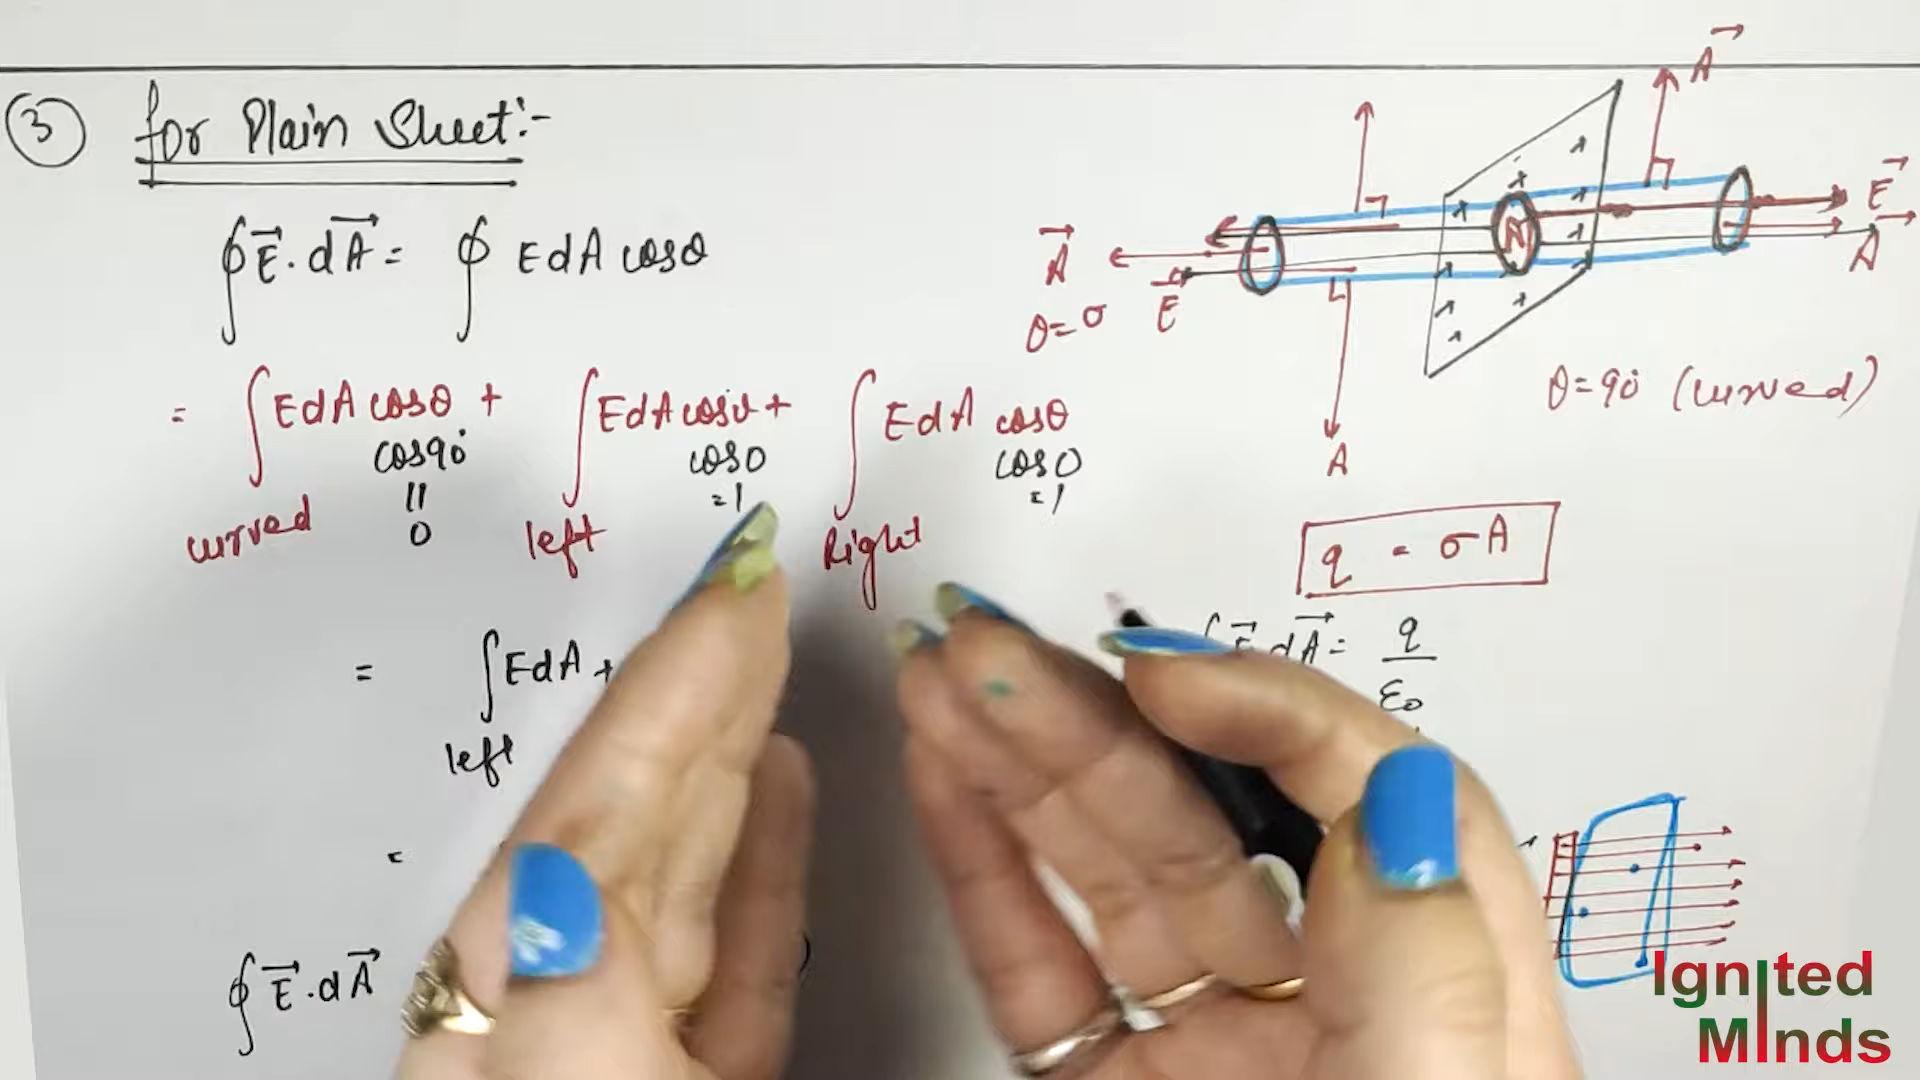 ③ for Plain Sheet:-
∮E⃗.dA⃗ = ∮ EdA cosθ
= ∫EdA cosθ + ∫EdA cosθ + ∫EdA cosθ
cos90° cos0 cos0
|| =1 =1
0
curved left Right
= ∫EdA +
left
=
∮E⃗.dA⃗
A⃗
E⃗
A⃗
A⃗
E
A
A
θ=0
θ=90° (curved)
q = σA
dA⃗ = q/ε₀
Ignited
Minds